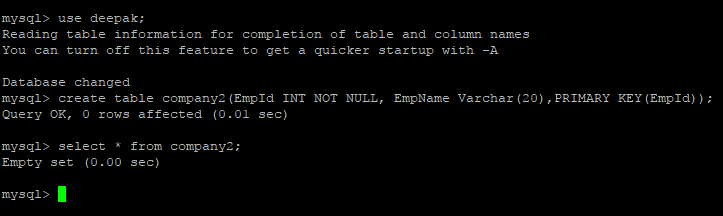 mysql> use deepak;
Reading table information for completion of table and column names
You can turn off this feature to get a quicker startup with -A
Database changed
mysql> create table company2(EmpId INT NOT NULL, EmpName Varchar(20),PRIMARY KEY(EmpId));
Query OK, 0 rows affected (0.01 sec)
mysql> select * from company2;
Empty set (0.00 sec)
mysql>